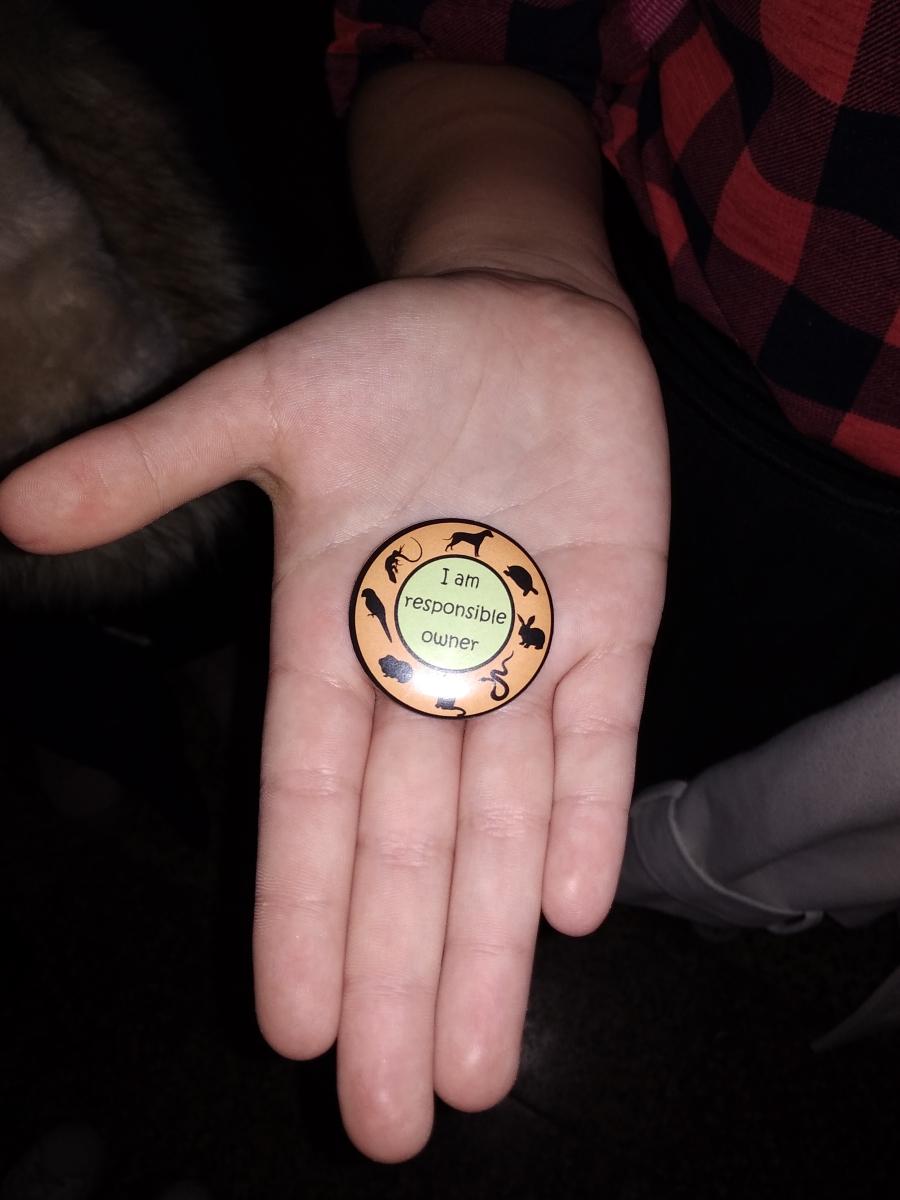 I am
responsible
owner